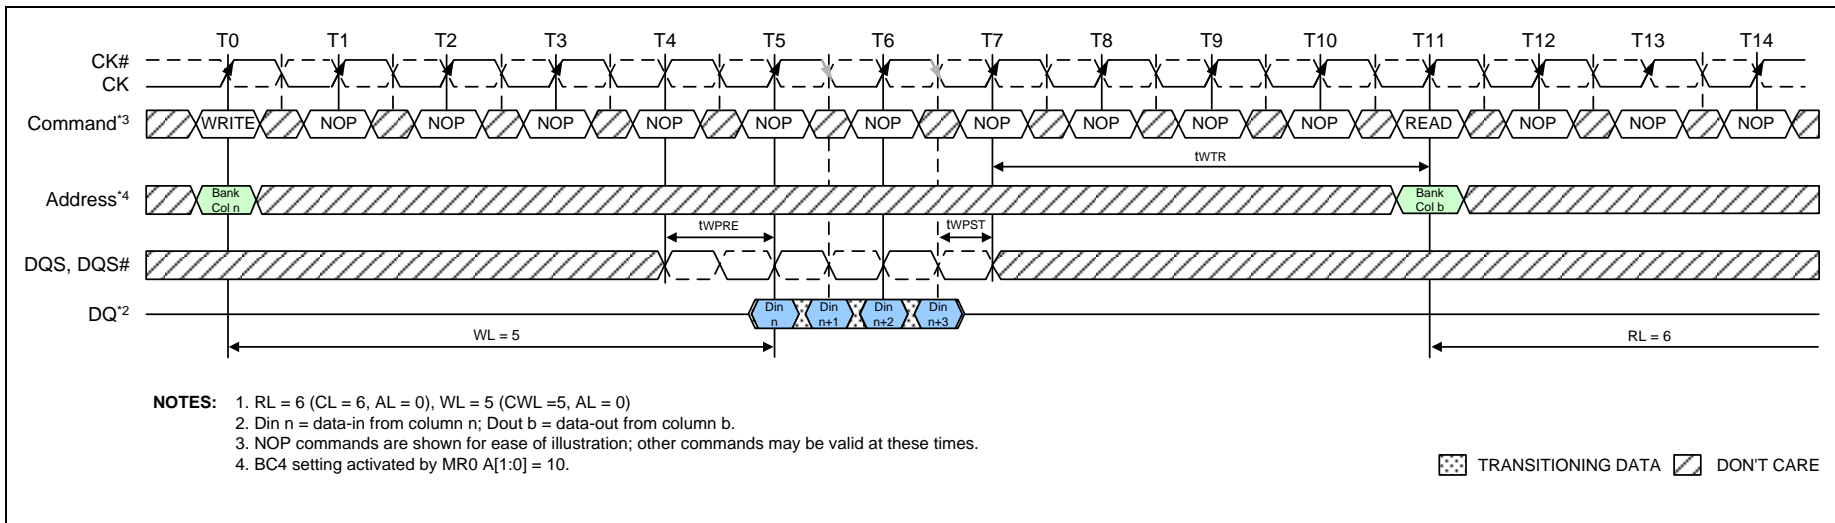 T0 T1 T2 T3 T4 T5 T6 T7 T8 T9 T10 T11 T12 T13 T14
CK#
CK
Command*3 WRITE NOP NOP NOP NOP NOP NOP NOP NOP NOP NOP READ NOP NOP NOP
tWTR
Address*4 Bank Col n Bank Col b
tWPRE tWPST
DQS, DQS#
DQ*2 Din n Din n+1 Din n+2 Din n+3
WL = 5 RL = 6
NOTES: 1. RL = 6 (CL = 6, AL = 0), WL = 5 (CWL =5, AL = 0)
2. Din n = data-in from column n; Dout b = data-out from column b.
3. NOP commands are shown for ease of illustration; other commands may be valid at these times.
4. BC4 setting activated by MR0 A[1:0] = 10.
TRANSITIONING DATA DON'T CARE